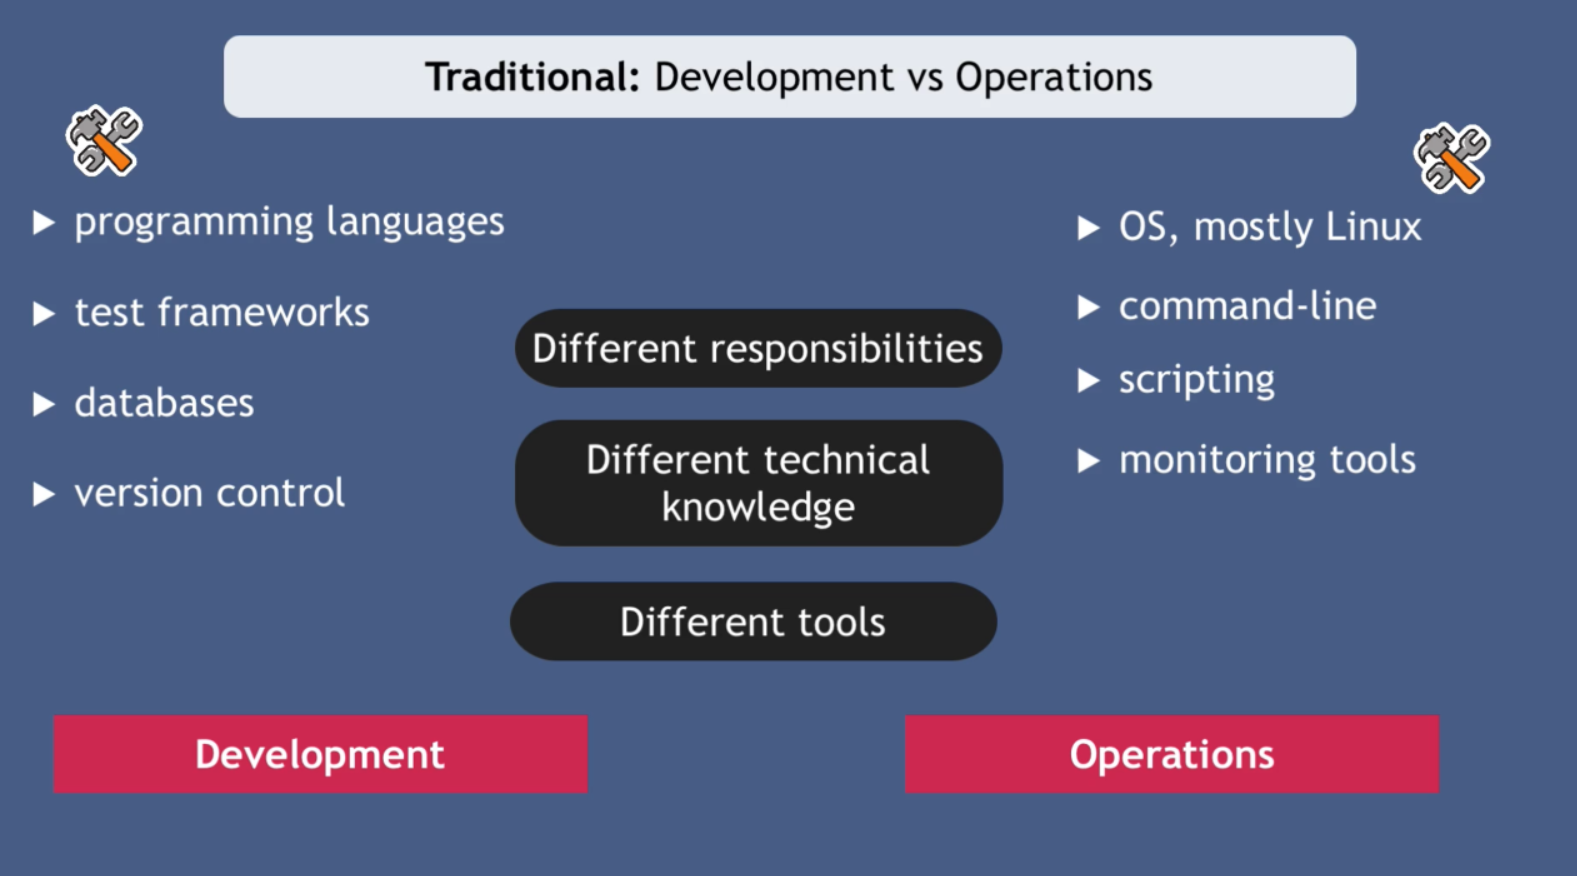 Traditional: Development vs Operations
programming languages
test frameworks
databases
version control
Different responsibilities
Different technical
knowledge
Different tools
OS, mostly Linux
command-line
scripting
monitoring tools
Development
Operations